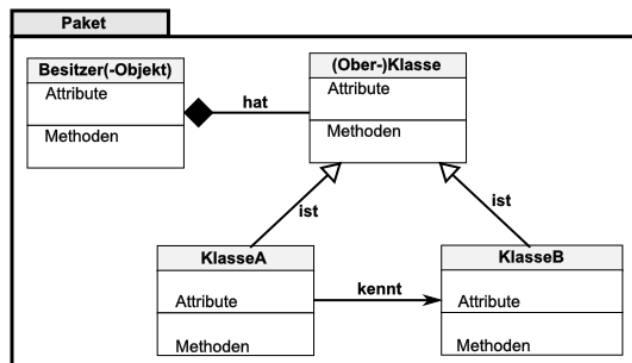 Paket
Besitzer(-Objekt)
Attribute
Methoden
hat
(Ober-)Klasse
Attribute
Methoden
ist
ist
KlasseA
Attribute
Methoden
kennt
KlasseB
Attribute
Methoden